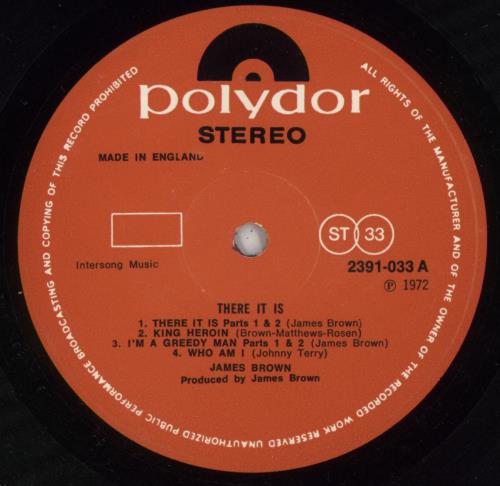 polydor
STEREO
MADE IN ENGLAND
ST 33
Intersong Music
2391-033 A
Ⓟ 1972
THERE IT IS
1. THERE IT IS Parts 1 & 2 (James Brown)
2. KING HEROIN (Brown-Matthews-Rosen)
3. I'M A GREEDY MAN Parts 1 & 2 (James Brown)
4. WHO AM I (Johnny Terry)
JAMES BROWN
Produced by James Brown
ALL RIGHTS OF THE MANUFACTURER AND OF THE OWNER OF THE RECORDED WORK RESERVED UNAUTHORIZED PUBLIC PERFORMANCE BROADCASTING AND COPYING OF THIS RECORD PROHIBITED